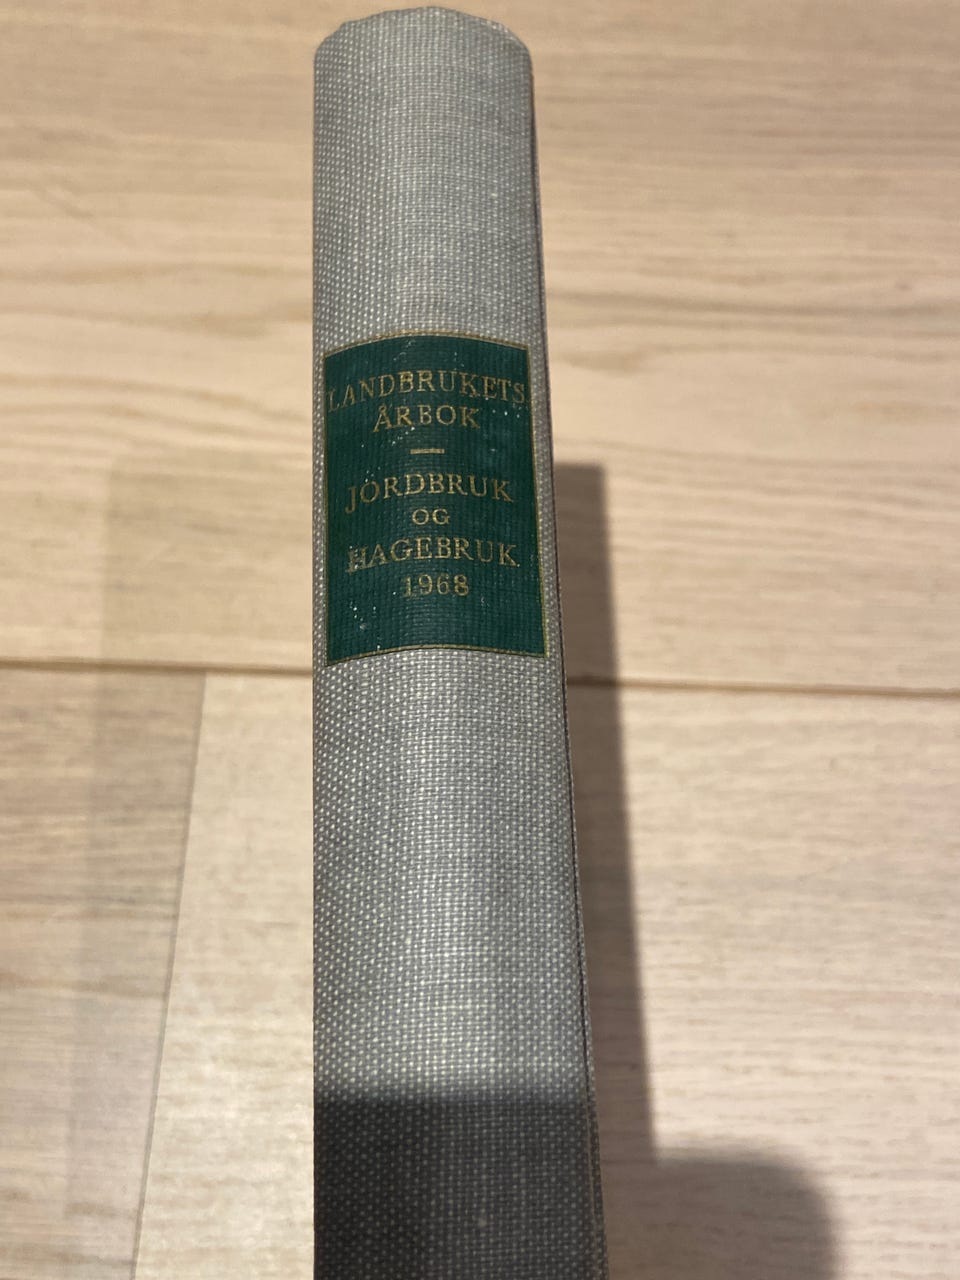 LANDBRUKETS
ÅRBOK
—
JORDBRUK
OG
HAGEBRUK
1968